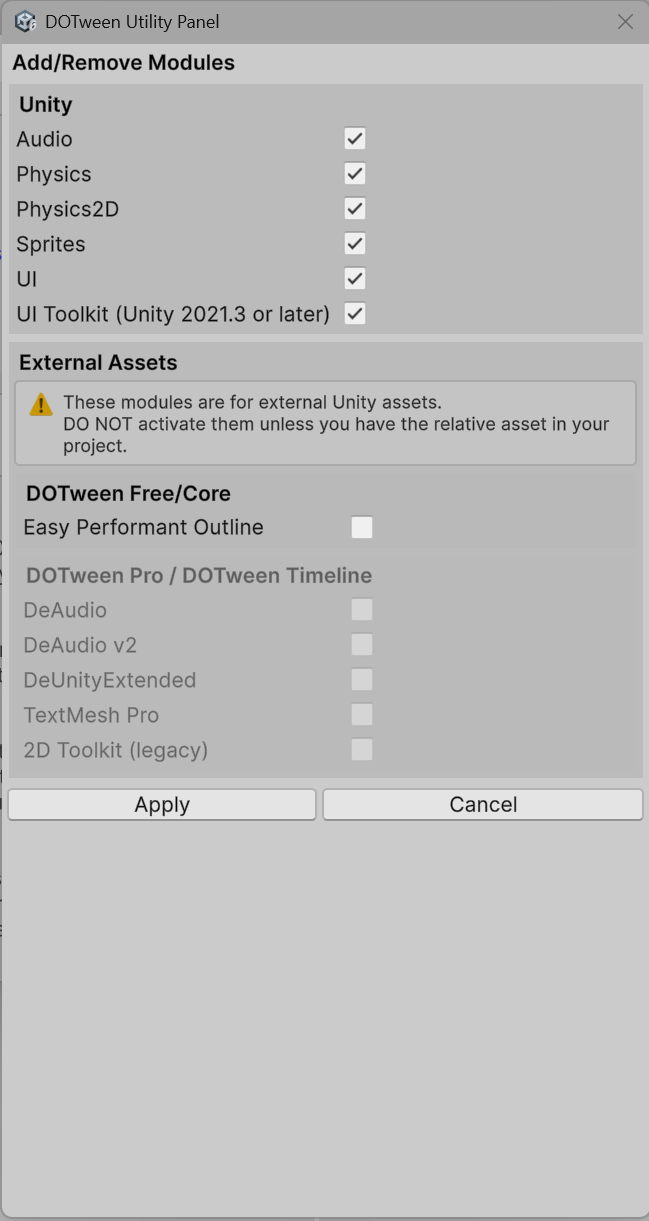 DOTween Utility Panel
Add/Remove Modules
Unity
Audio
Physics
Physics2D
Sprites
UI
UI Toolkit (Unity 2021.3 or later)
External Assets
These modules are for external Unity assets.
DO NOT activate them unless you have the relative asset in your
project.
DOTween Free/Core
Easy Performant Outline
DOTween Pro / DOTween Timeline
DeAudio
DeAudio v2
DeUnityExtended
TextMesh Pro
2D Toolkit (legacy)
Apply Cancel